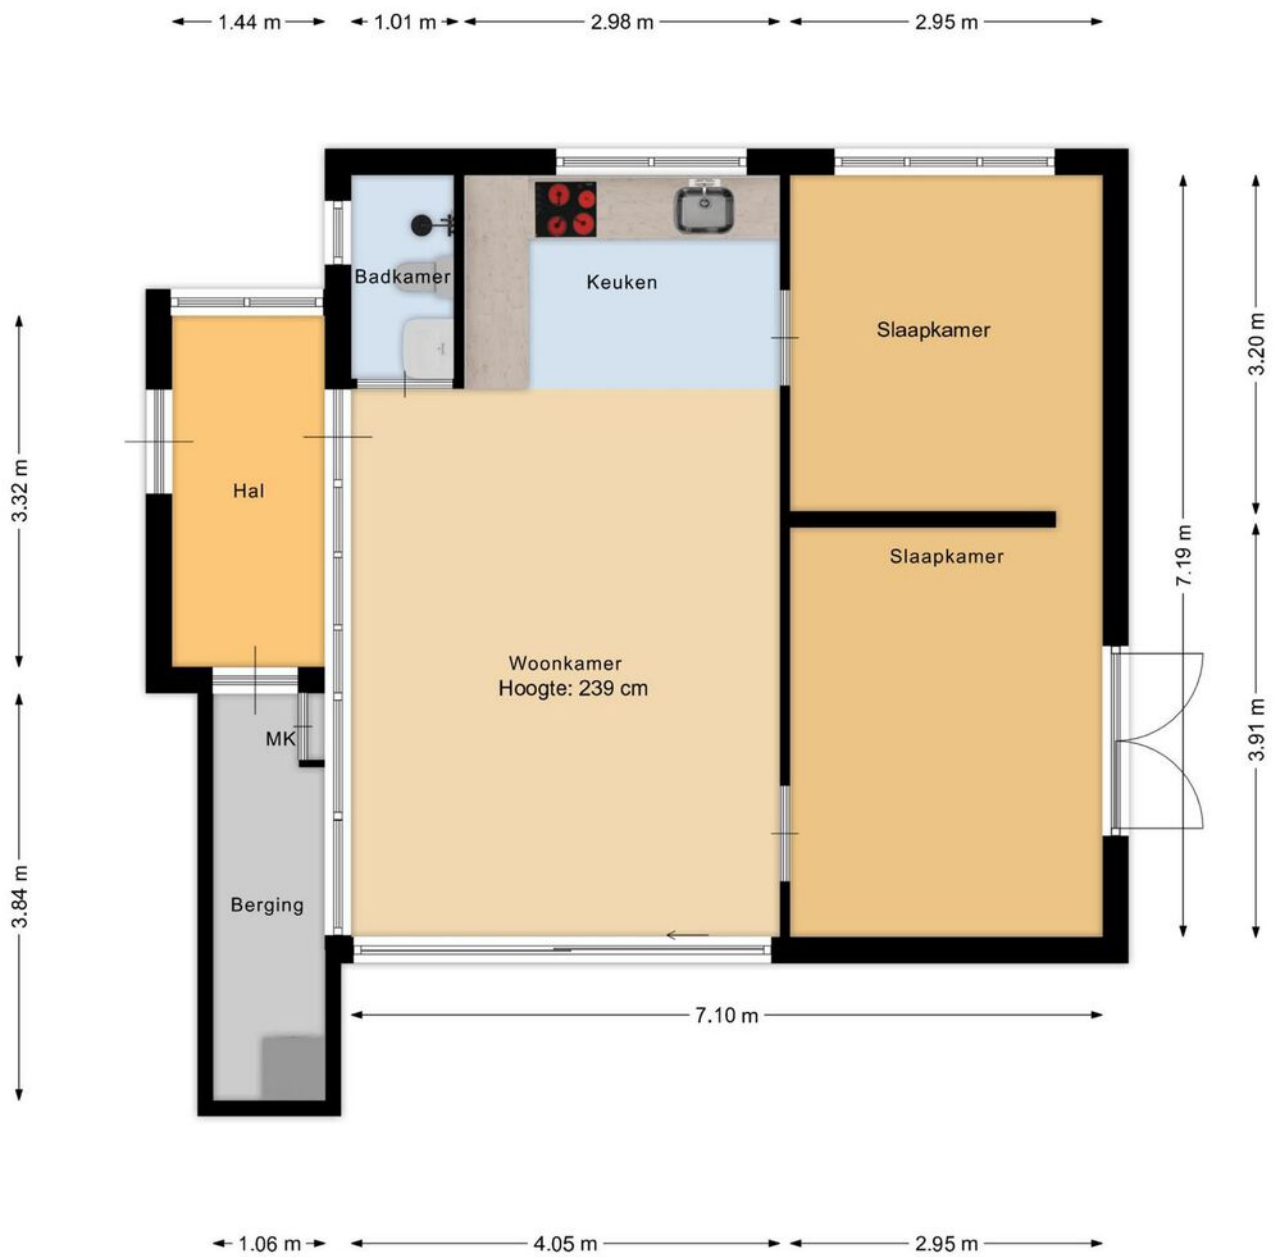 1.44 m
1.01 m
2.98 m
2.95 m
Badkamer
Keuken
Slaapkamer
3.20 m
Hal
3.32 m
7.19 m
Slaapkamer
Woonkamer
Hoogte: 239 cm
MK
3.91 m
Berging
3.84 m
7.10 m
1.06 m
4.05 m
2.95 m